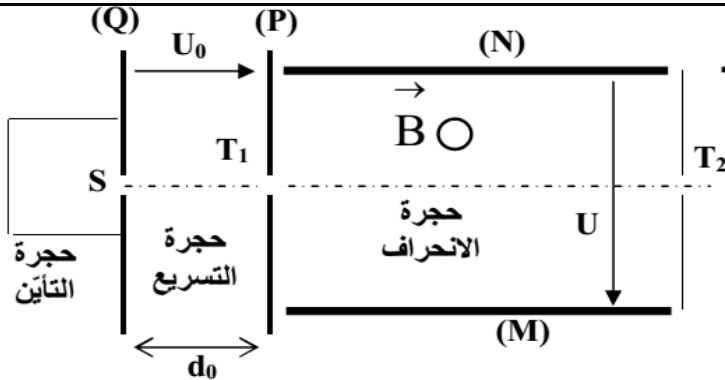 (Q)
(P)
U₀
(N)
→
B
T₁
T₂
S
حجرة
التأيّن
حجرة
التسريع
حجرة
الانحراف
U
(M)
d₀